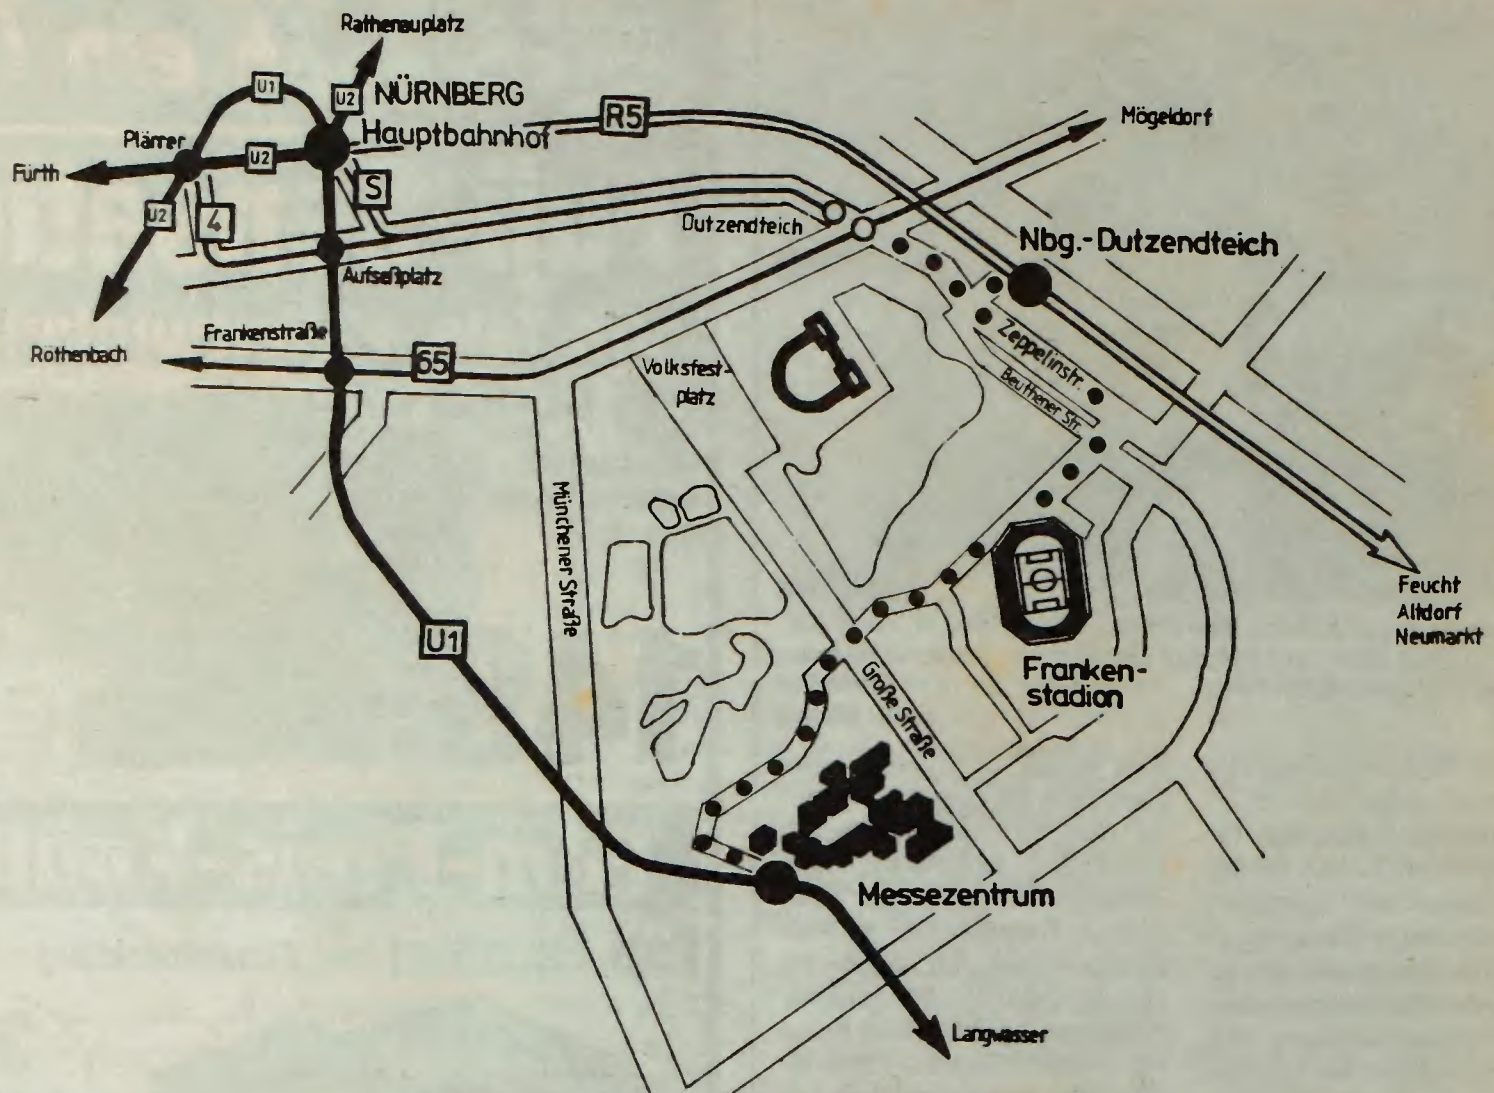 Rathenauplatz
U1
U2
NÜRNBERG
Hauptbahnhof
R5
Mögeldorf
Plärrer
U2
Fürth
S
U2
4
Dutzendteich
Nbg.-Dutzendteich
Aufseßplatz
Frankenstraße
Röthenbach
65
Zeppelinstr.
Beuthener Str.
Volksfest-
platz
Münchener Straße
Feucht
Altdorf
Neumarkt
U1
Franken-
stadion
Große Straße
Messezentrum
Langwasser